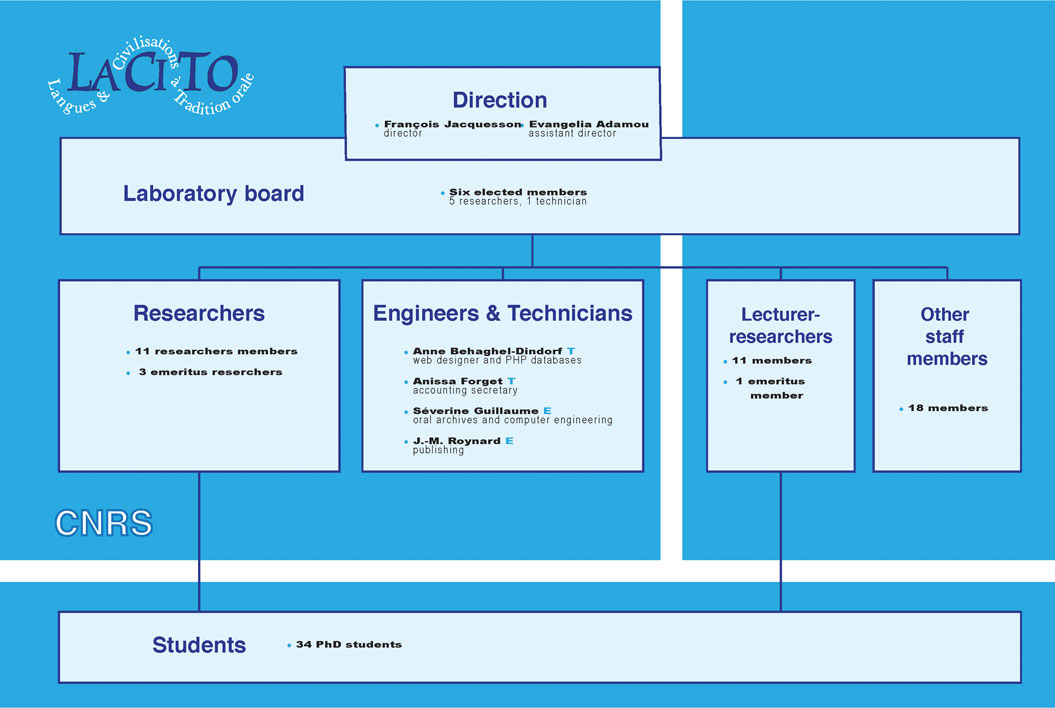 LACITO
Langues & Civilisations à Tradition orale
Direction
• François Jacquesson • Evangelia Adamou
director assistant director
Laboratory board
• Six elected members
5 researchers, 1 technician
Researchers
• 11 researchers members
• 3 emeritus reserchers
Engineers & Technicians
• Anne Behaghel-Dindorf T
web designer and PHP databases
• Anissa Forget T
accounting secretary
• Séverine Guillaume E
oral archives and computer engineering
• J.-M. Roynard E
publishing
Lecturer-
researchers
• 11 members
• 1 emeritus
member
Other
staff
members
• 18 members
CNRS
Students
• 34 PhD students